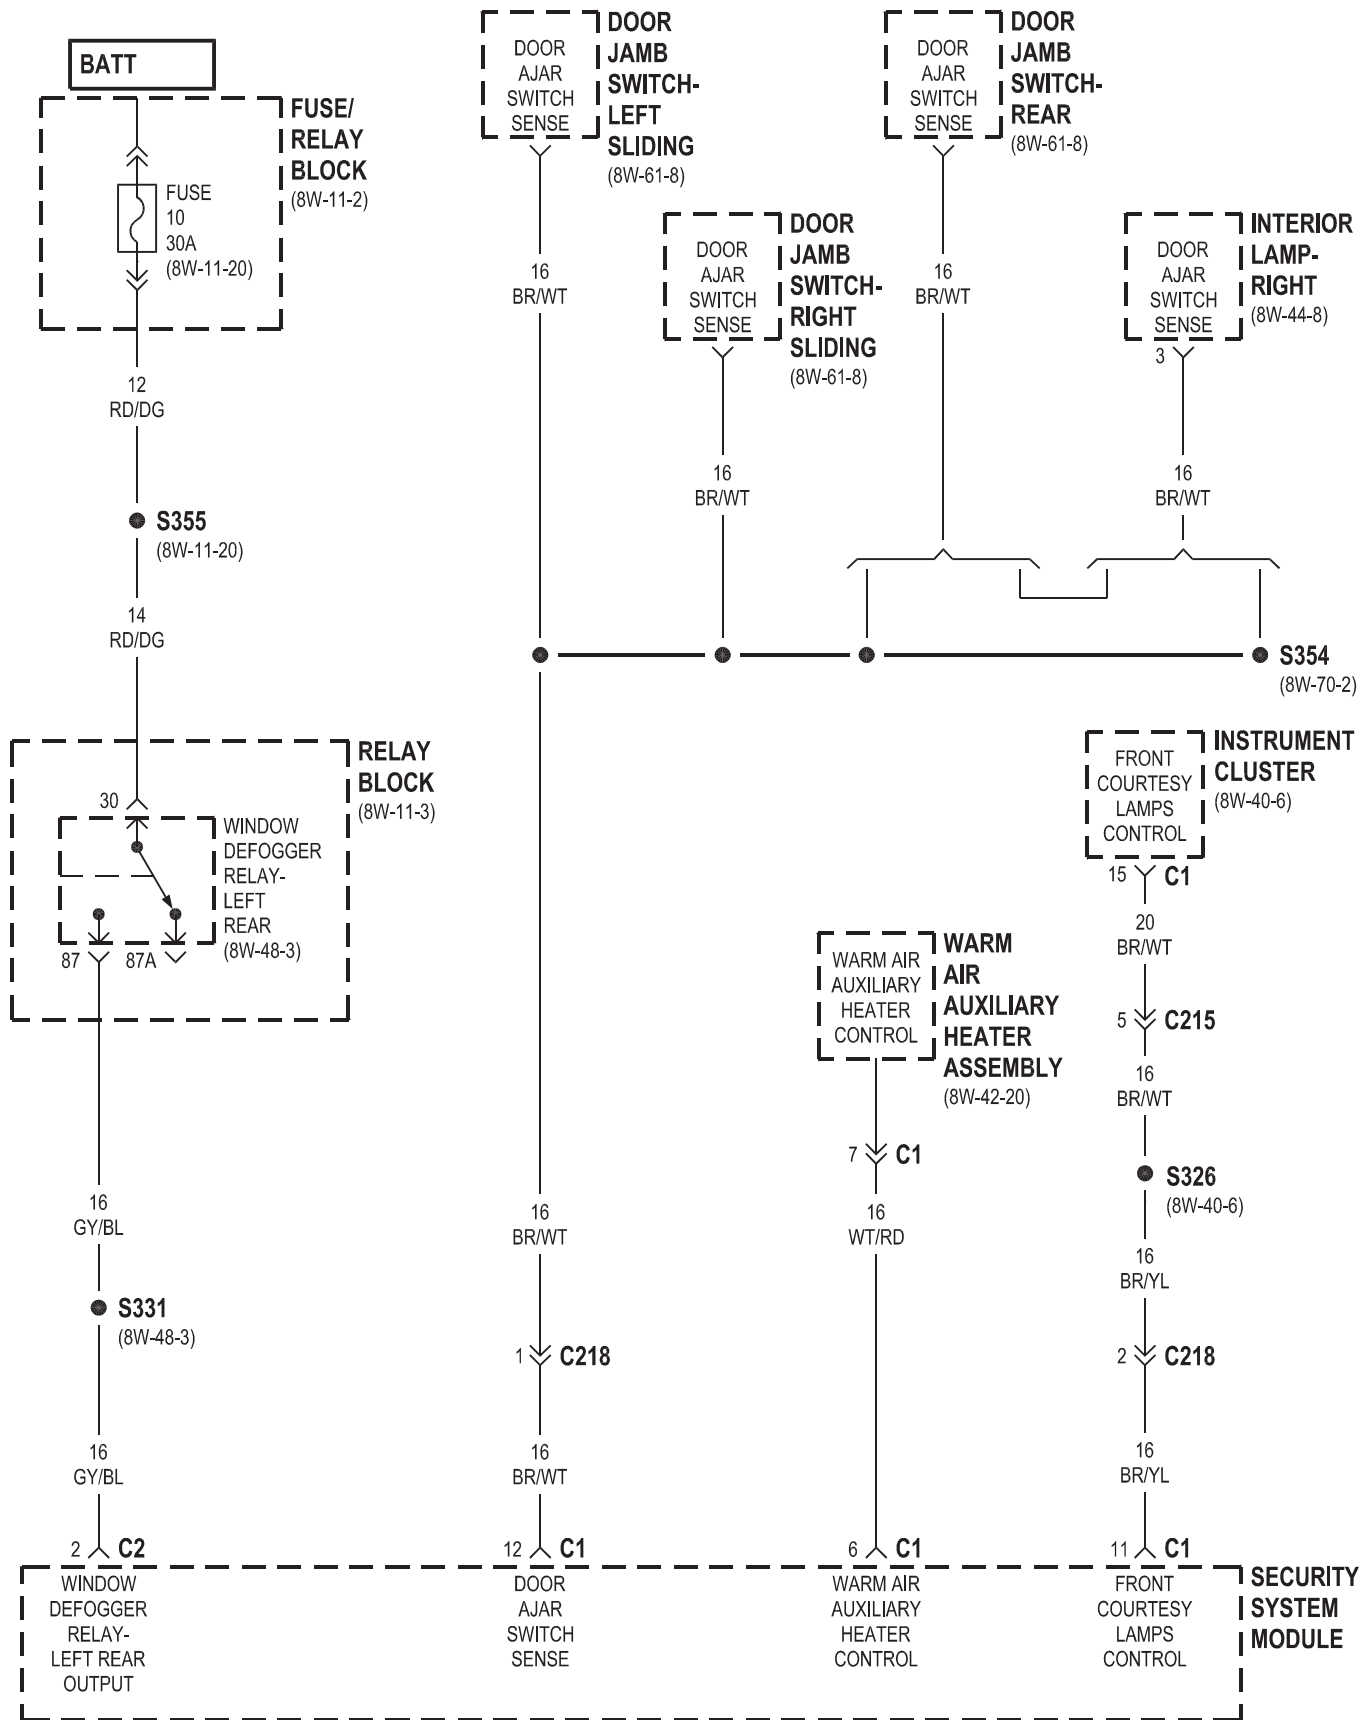 BATT
FUSE/
RELAY
BLOCK
(8W-11-2)
FUSE
10
30A
(8W-11-20)
12
RD/DG
S355
(8W-11-20)
14
RD/DG
RELAY
BLOCK
(8W-11-3)
30
WINDOW
DEFOGGER
RELAY-
LEFT
REAR
(8W-48-3)
87
87A
16
GY/BL
S331
(8W-48-3)
16
GY/BL
2
C2
WINDOW
DEFOGGER
RELAY-
LEFT REAR
OUTPUT
DOOR
AJAR
SWITCH
SENSE
DOOR
JAMB
SWITCH-
LEFT
SLIDING
(8W-61-8)
16
BR/WT
DOOR
AJAR
SWITCH
SENSE
DOOR
JAMB
SWITCH-
RIGHT
SLIDING
(8W-61-8)
16
BR/WT
DOOR
AJAR
SWITCH
SENSE
DOOR
JAMB
SWITCH-
REAR
(8W-61-8)
16
BR/WT
DOOR
AJAR
SWITCH
SENSE
INTERIOR
LAMP-
RIGHT
(8W-44-8)
3
16
BR/WT
S354
(8W-70-2)
16
BR/WT
1
C218
16
BR/WT
12
C1
DOOR
AJAR
SWITCH
SENSE
WARM AIR
AUXILIARY
HEATER
CONTROL
WARM
AIR
AUXILIARY
HEATER
ASSEMBLY
(8W-42-20)
7
C1
16
WT/RD
6
C1
WARM AIR
AUXILIARY
HEATER
CONTROL
FRONT
COURTESY
LAMPS
CONTROL
INSTRUMENT
CLUSTER
(8W-40-6)
15
C1
20
BR/WT
5
C215
16
BR/WT
S326
(8W-40-6)
16
BR/YL
2
C218
16
BR/YL
11
C1
FRONT
COURTESY
LAMPS
CONTROL
SECURITY
SYSTEM
MODULE